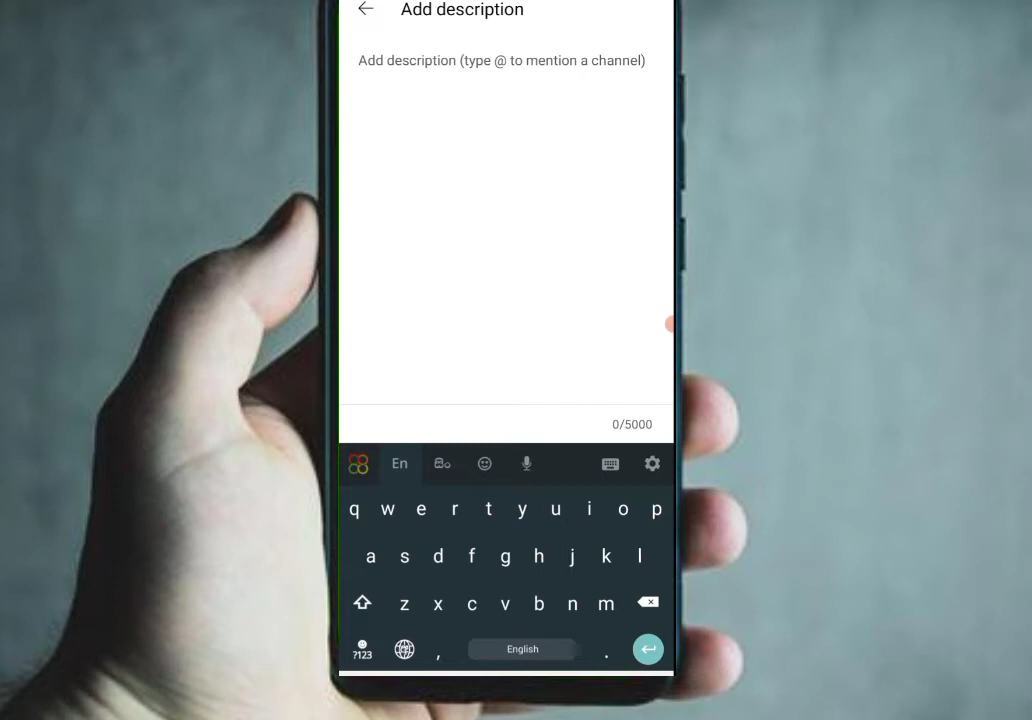 Add description
Add description (type @ to mention a channel)
0/5000
En සිං
q w e r t y u i o p
a s d f g h j k l
z x c v b n m
?123 , English .